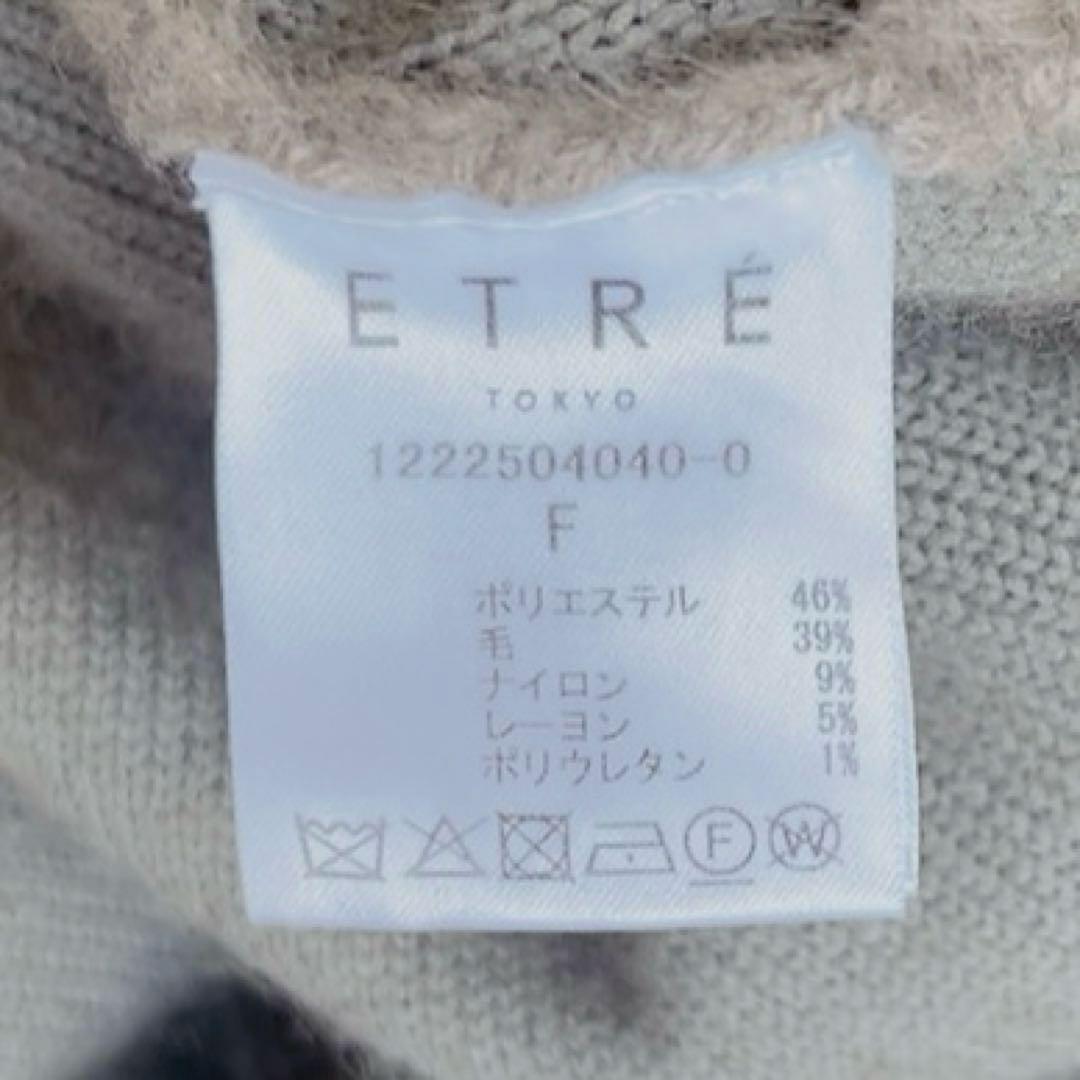 ETRÉ
TOKYO
1222504040-0
F
ポリエステル 46%
毛 39%
ナイロン 9%
レーヨン 5%
ポリウレタン 1%
F W